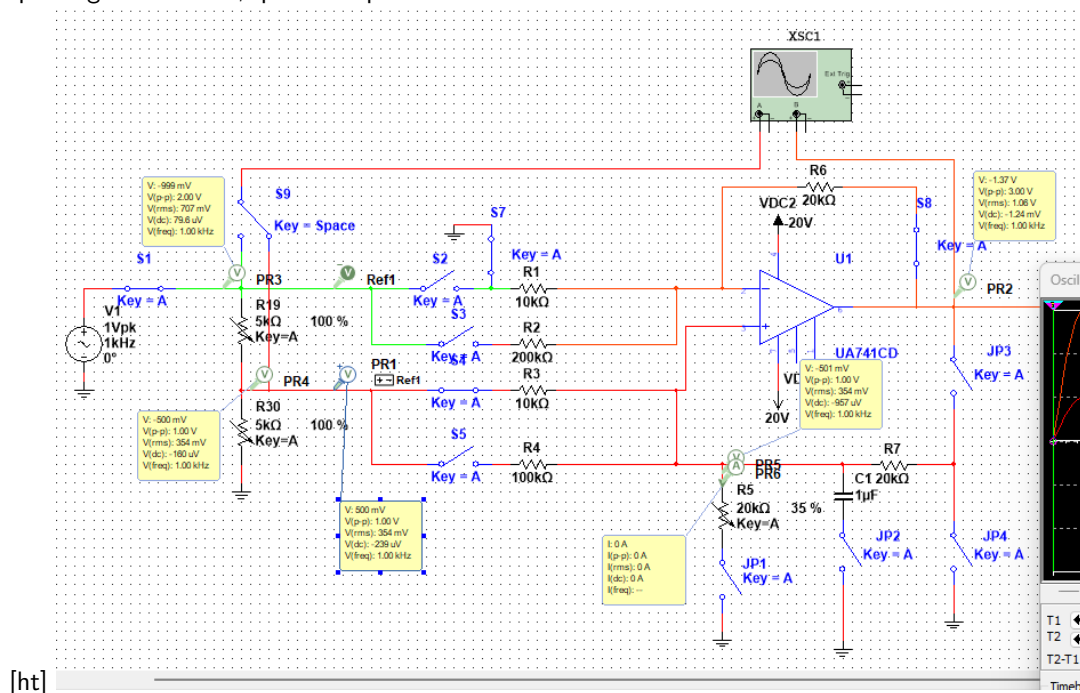 XSC1
Ext Trig
A
B
V: -999 mV
V(p-p): 2.00 V
V(rms): 707 mV
V(dc): 79.6 uV
V(freq): 1.00 kHz
S9
Key = Space
S7
Key = A
R6
20kΩ
VDC2
-20V
S8
Key = A
V: -1.37 V
V(p-p): 3.00 V
V(rms): 1.06 V
V(dc): -1.24 mV
V(freq): 1.00 kHz
PR2
S1
Key = A
PR3
Ref1
S2
Key = A
R1
10kΩ
U1
UA741CD
V1
1Vpk
1kHz
0°
R19
5kΩ
Key=A
100 %
S3
Key = A
R2
200kΩ
PR4
PR1
Ref1
S4
Key = A
R3
10kΩ
20V
V: -501 mV
V(p-p): 1.00 V
V(rms): 354 mV
V(dc): -957 uV
V(freq): 1.00 kHz
JP3
Key = A
V: -500 mV
V(p-p): 1.00 V
V(rms): 354 mV
V(dc): -160 uV
V(freq): 1.00 kHz
R30
5kΩ
Key=A
100 %
S5
Key = A
R4
100kΩ
PR5
PR6
R7
20kΩ
C1
1µF
R5
20kΩ
Key=A
35 %
V: 500 mV
V(p-p): 1.00 V
V(rms): 354 mV
V(dc): -239 uV
V(freq): 1.00 kHz
I: 0 A
I(p-p): 0 A
I(rms): 0 A
I(dc): 0 A
I(freq): --
JP1
Key = A
JP2
Key = A
JP4
Key = A
Oscil
T1
T2
T2-T1
Timeb
[ht]